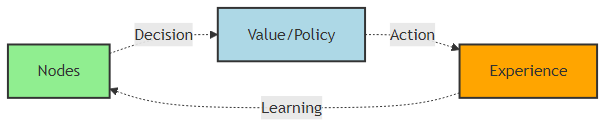 Nodes
Decision
Value/Policy
Action
Experience
Learning